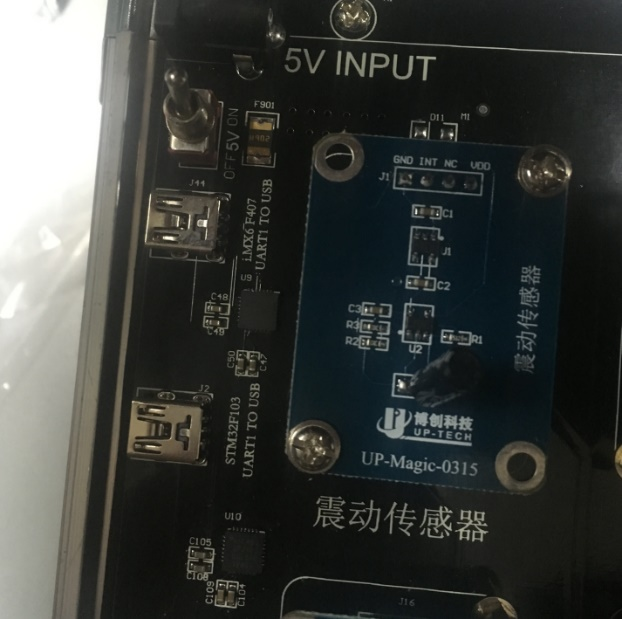 5V INPUT
F901
OFF 5V ON
D11
M1
GND INT NC VDD
J1
J44
i.MX6 F407
UART1 TO USB
C1
J1
C2
U9
C48
C49
C50
C47
C3
R3
R2
U2
R1
震动传感器
J2
STM32F103
UART1 TO USB
UP
博创科技
UP-TECH
UP-Magic-0315
震动传感器
U10
C105
C108
C109
C104
J16